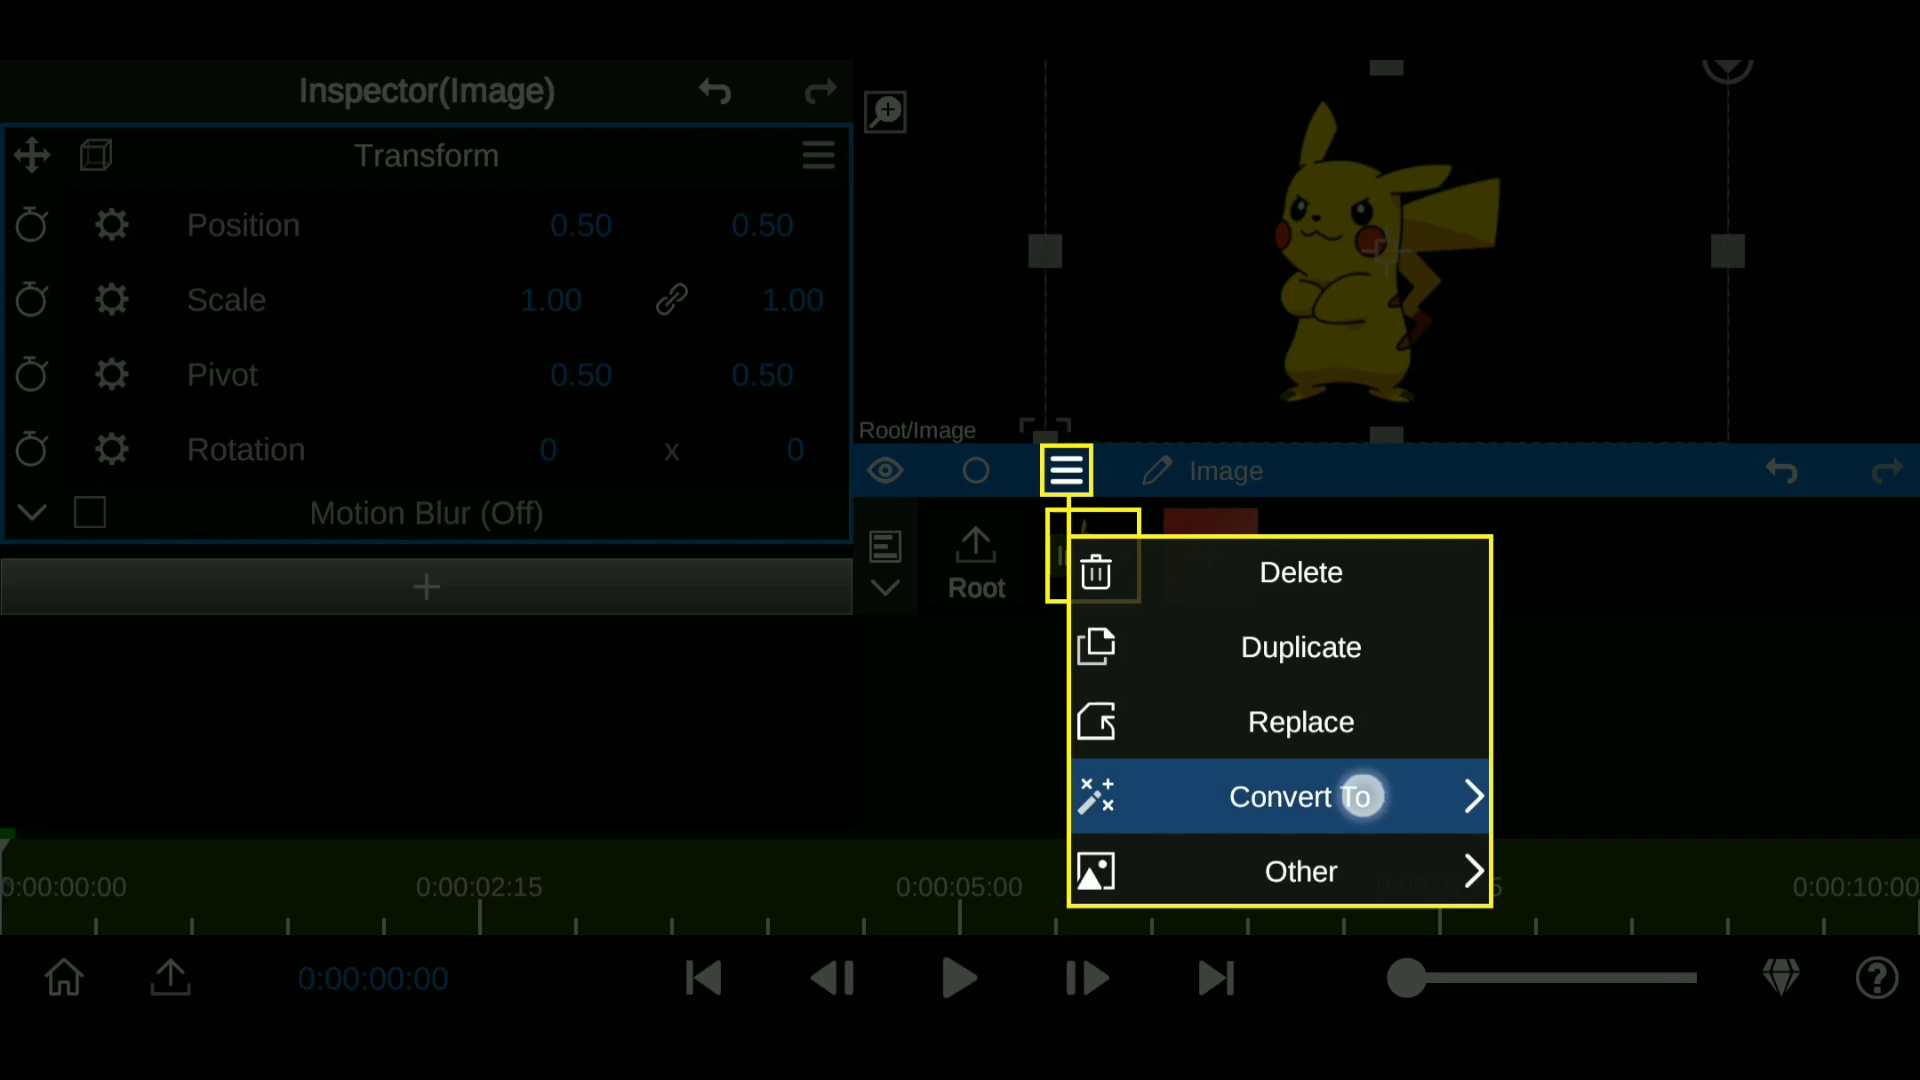 Inspector(Image)
Transform
Position 0.50 0.50
Scale 1.00 1.00
Pivot 0.50 0.50
Rotation 0 x 0
Motion Blur (Off)
Root/Image
Image
Root
Delete
Duplicate
Replace
Convert To
Other
0:00:00:00 0:00:02:15 0:00:05:00 0:00:10:00
0:00:00:00